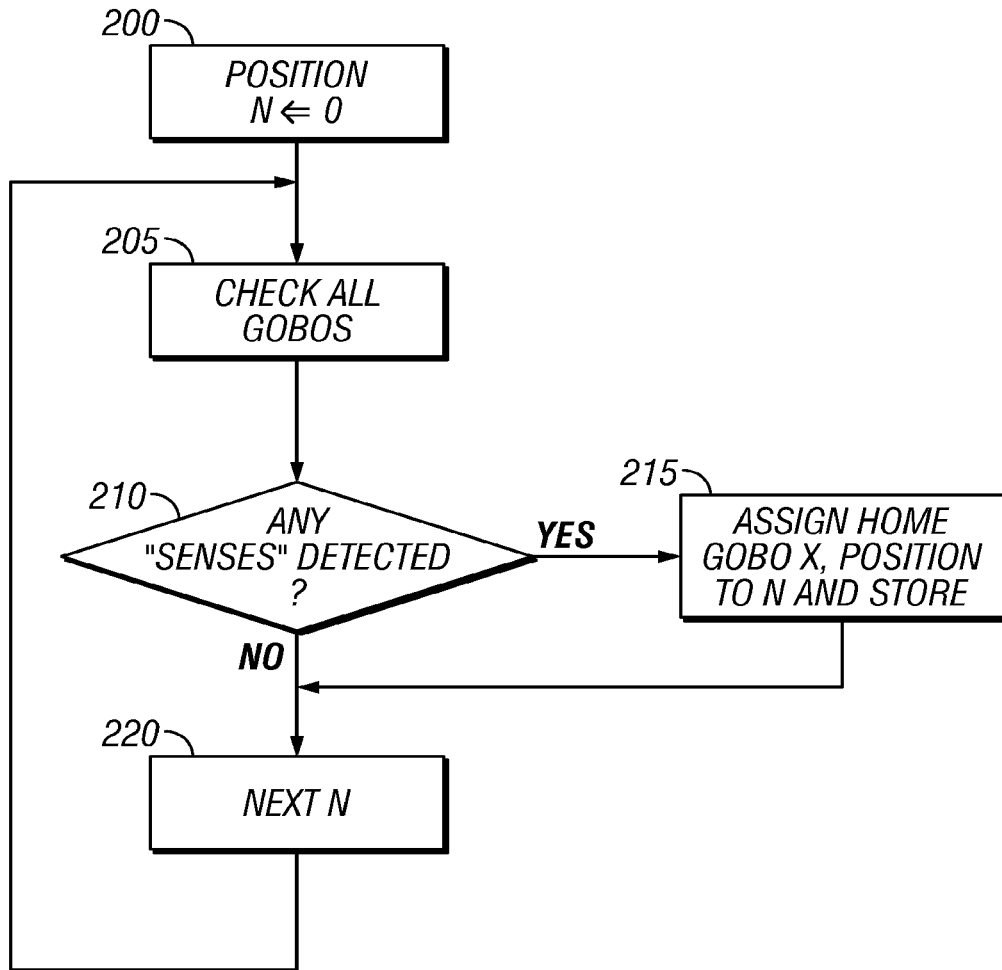 200
POSITION
N ⇐ 0
205
CHECK ALL
GOBOS
210
ANY
"SENSES" DETECTED
?
YES
215
ASSIGN HOME
GOBO X, POSITION
TO N AND STORE
NO
220
NEXT N